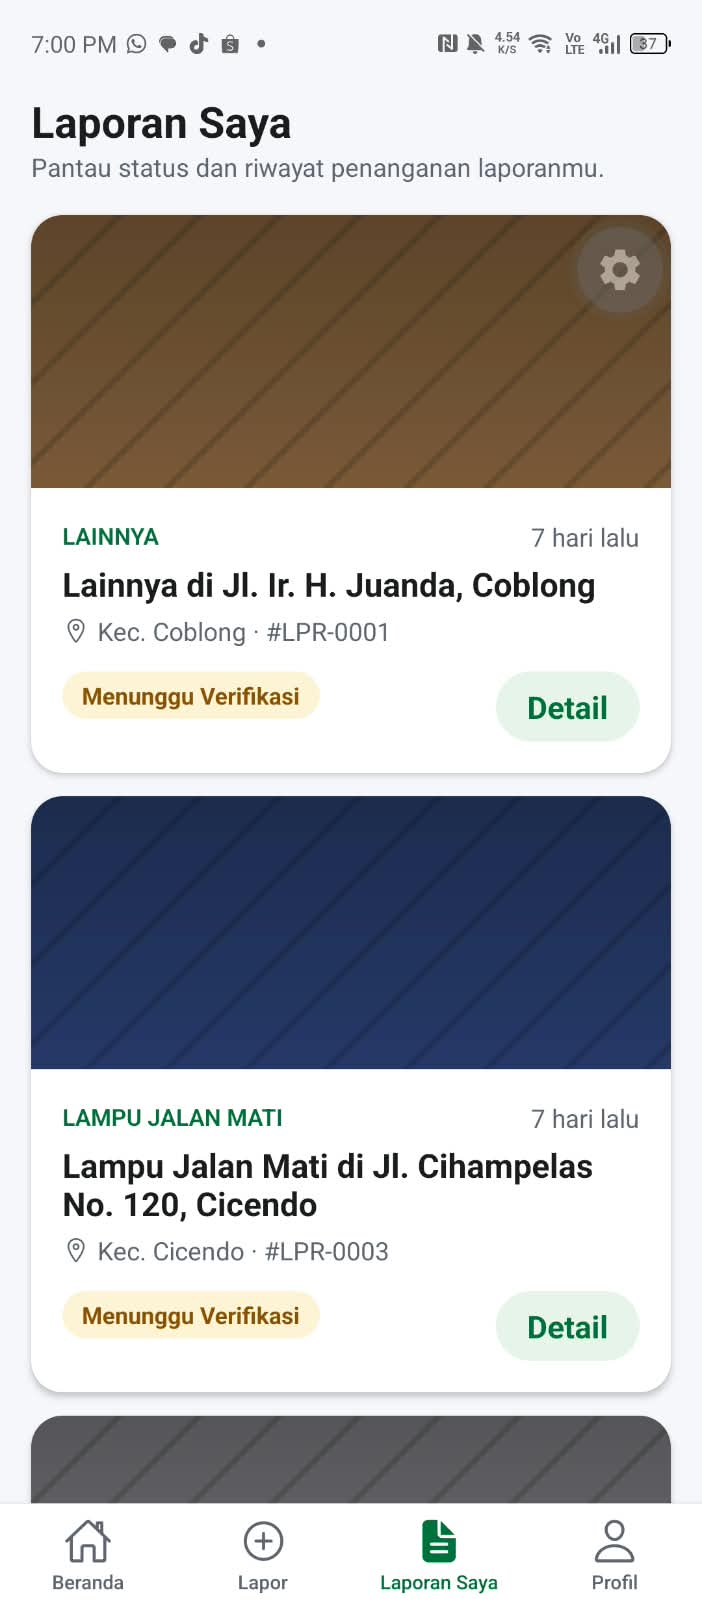 7:00 PM
4.54 K/S
Vo LTE
4G
37
Laporan Saya
Pantau status dan riwayat penanganan laporanmu.
LAINNYA
7 hari lalu
Lainnya di Jl. Ir. H. Juanda, Coblong
Kec. Coblong · #LPR-0001
Menunggu Verifikasi
Detail
LAMPU JALAN MATI
7 hari lalu
Lampu Jalan Mati di Jl. Cihampelas
No. 120, Cicendo
Kec. Cicendo · #LPR-0003
Menunggu Verifikasi
Detail
Beranda
Lapor
Laporan Saya
Profil